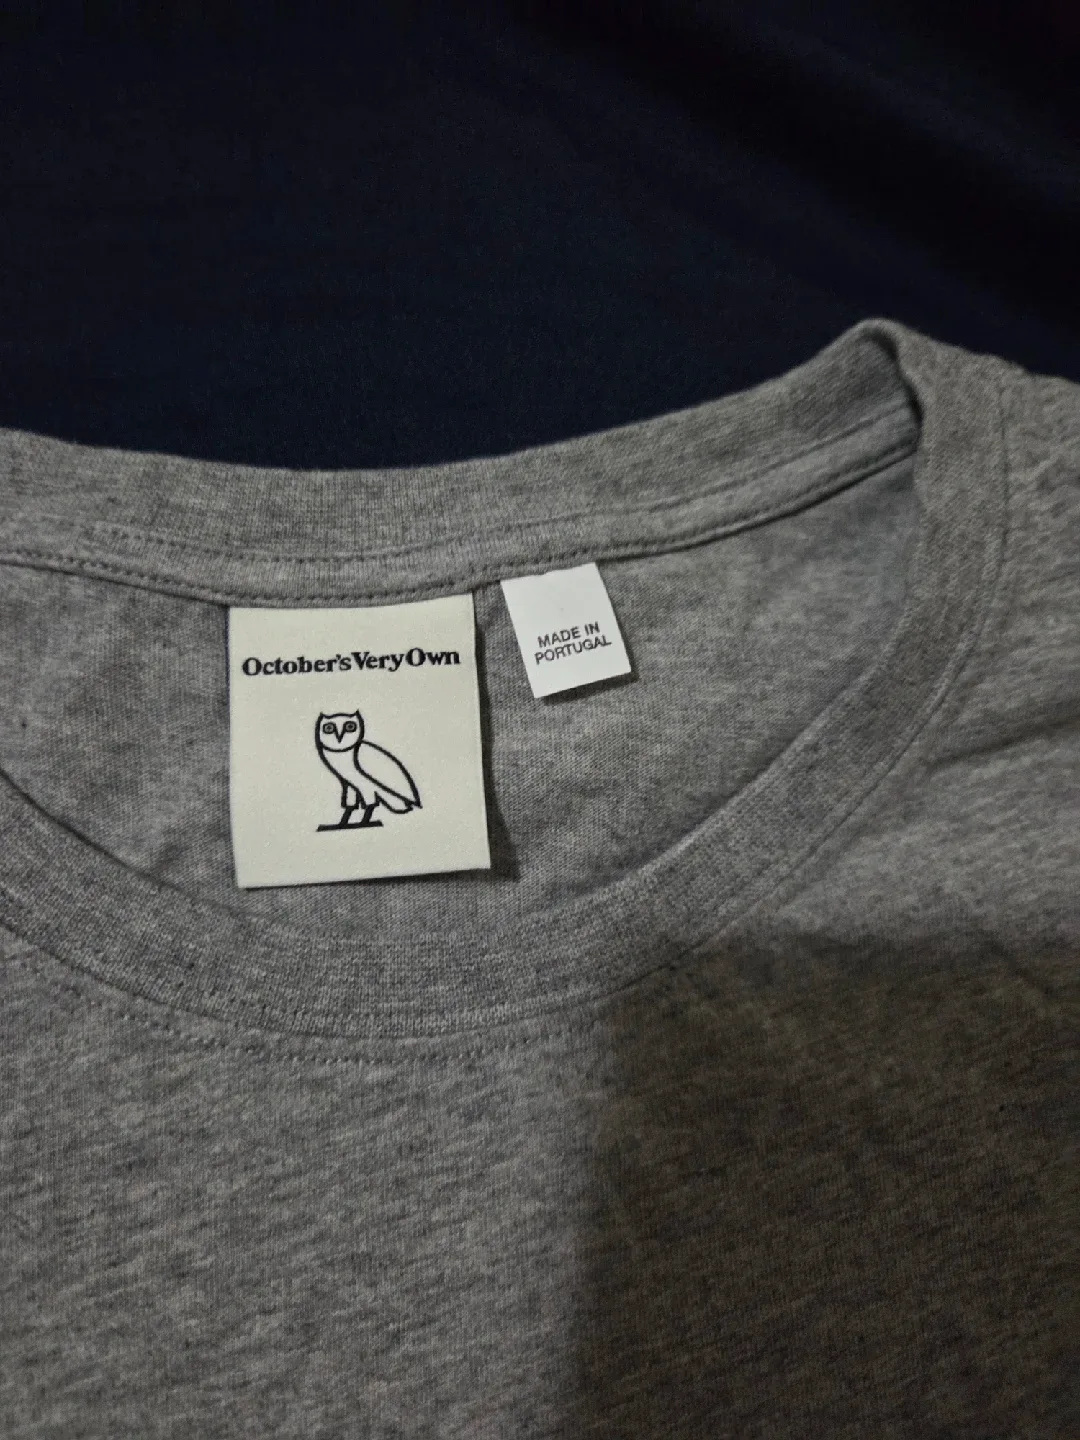 October's Very Own
MADE IN
PORTUGAL